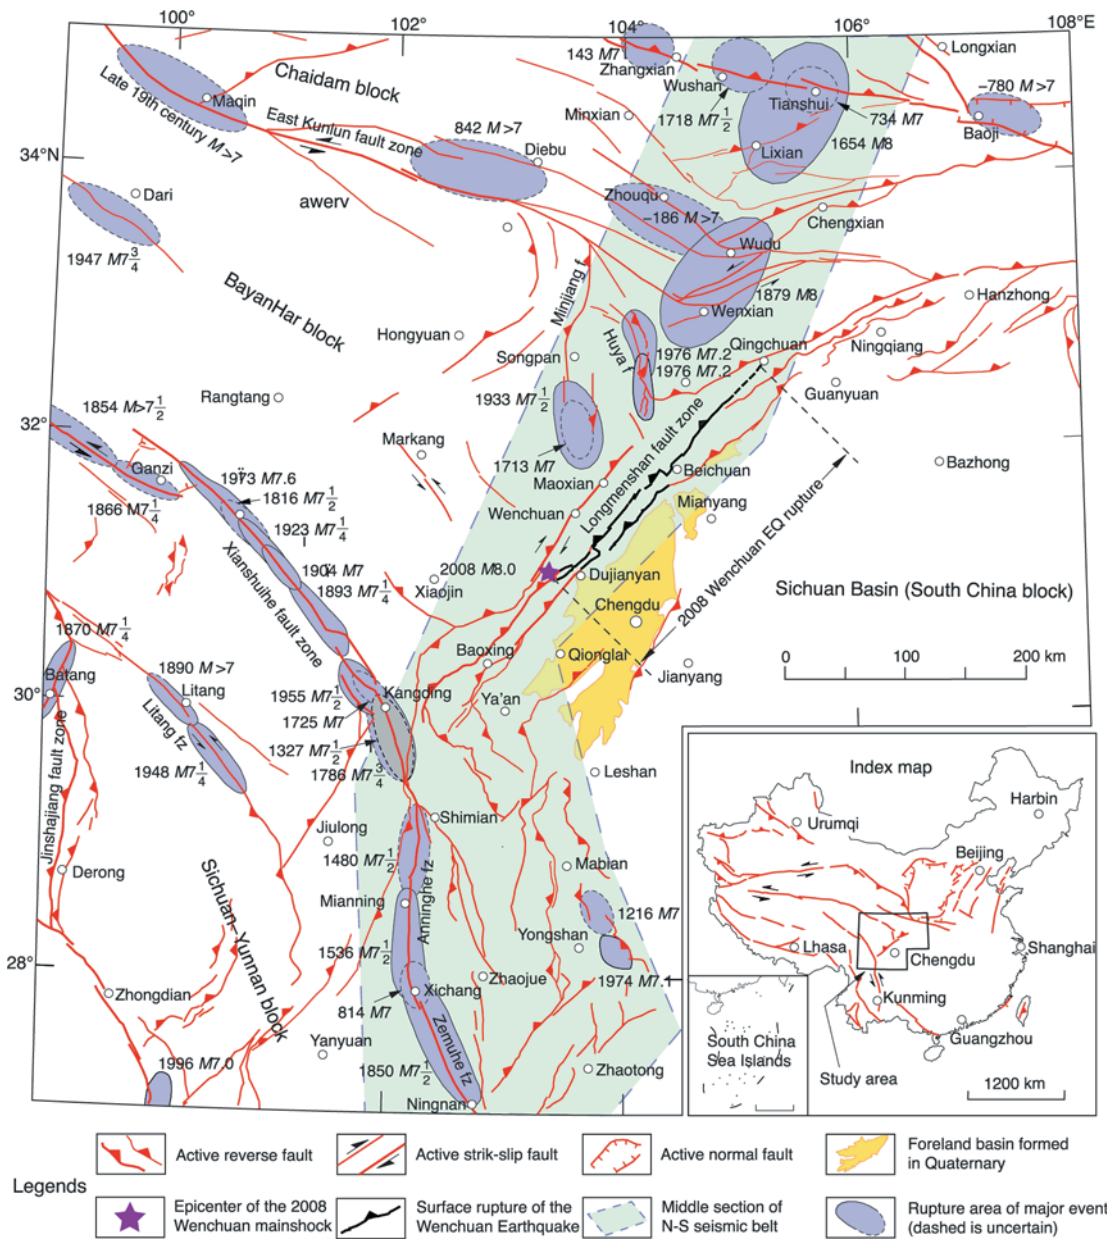 100°
102°
104°
106°
108°E
34°
32°
30°
28°
143 M7
Zhangxian
Longxian
Wushan
−780 M >7
Chaidam block
Maqin
Late 19th century M >7
East Kunlun fault zone
842 M >7
Diebu
Minxian
1718 M7 1/2
Tianshui
734 M7
Baoji
1654 M8
Lixian
Dari
awerv
Zhouqu
−186 M >7
Chengxian
1947 M7 3/4
Wudu
BayanHar block
Minjiang f
1879 M8
Hanzhong
Wenxian
Hongyuan
Songpan
Huya f
1976 M7.2
1976 M7.2
Qingchuan
Ningqiang
Guanyuan
Rangtang
1933 M7 1/2
1854 M>7 1/2
Markang
1713 M7
Longmenshan fault zone
Beichuan
Bazhong
Ganzi
1973 M7.6
Maoxian
1866 M7 1/4
1816 M7 1/2
Mianyang
Wenchuan
1923 M7 1/4
2008 Wenchuan EQ rupture
Xianshuihe fault zone
1904 M7
2008 M8.0
Dujianyan
1893 M7 1/4
Xiaojin
Chengdu
Sichuan Basin (South China block)
1870 M7 1/4
Baoxing
Qionglai
0
100
200 km
1890 M >7
Jianyang
Batang
Litang
Kangding
Ya'an
1955 M7 1/2
Litang fz
1725 M7
1327 M7 1/2
1948 M7 1/4
1786 M7 3/4
Leshan
Jinshajiang fault zone
Shimian
Jiulong
Derong
1480 M7 1/2
Anninghe fz
Mabian
Sichuan–Yunnan block
Mianning
1216 M7
Yongshan
1536 M7 1/2
1974 M7.1
Zhaojue
Zhongdian
814 M7
Xichang
Zemuhe fz
Yanyuan
1996 M7.0
1850 M7 1/2
Zhaotong
Ningnan
Index map
Harbin
Urumqi
Beijing
Lhasa
Chengdu
Shanghai
Kunming
Guangzhou
South China
Sea Islands
Study area
1200 km
Legends
Active reverse fault
Active strik-slip fault
Active normal fault
Foreland basin formed
in Quaternary
Epicenter of the 2008
Wenchuan mainshock
Surface rupture of the
Wenchuan Earthquake
Middle section of
N-S seismic belt
Rupture area of major event
(dashed is uncertain)